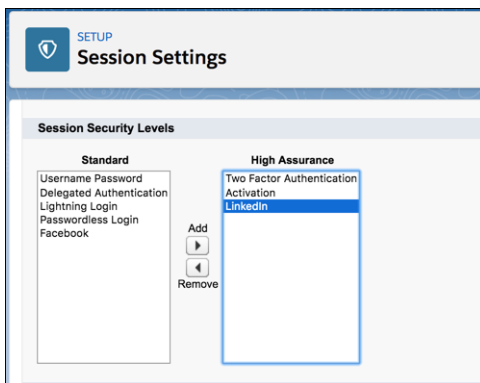 SETUP
Session Settings
Session Security Levels
Standard
High Assurance
Username Password
Delegated Authentication
Lightning Login
Passwordless Login
Facebook
Add
Remove
Two Factor Authentication
Activation
LinkedIn